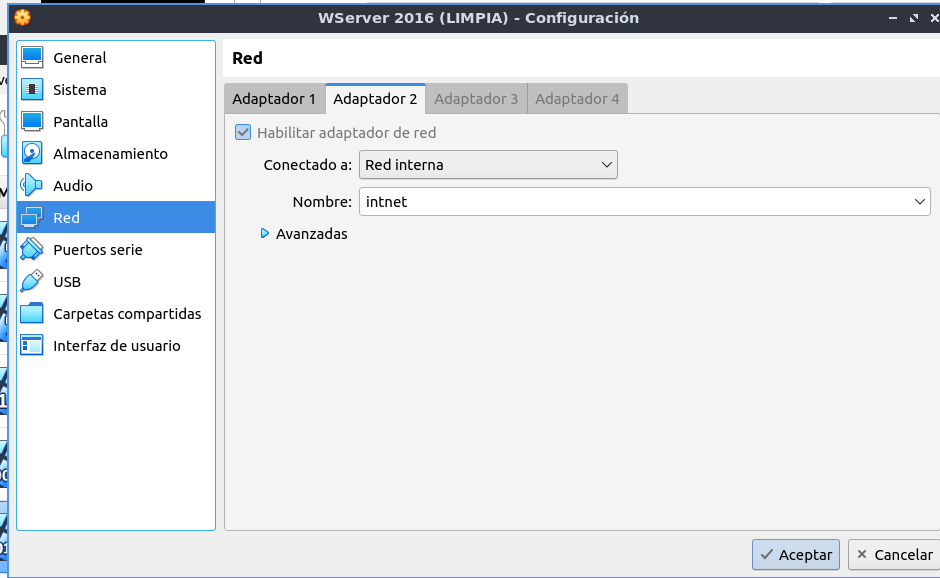 WServer 2016 (LIMPIA) - Configuración
General
Sistema
Pantalla
Almacenamiento
Audio
Red
Puertos serie
USB
Carpetas compartidas
Interfaz de usuario
Red
Adaptador 1 Adaptador 2 Adaptador 3 Adaptador 4
Habilitar adaptador de red
Conectado a: Red interna
Nombre: intnet
Avanzadas
Aceptar Cancelar